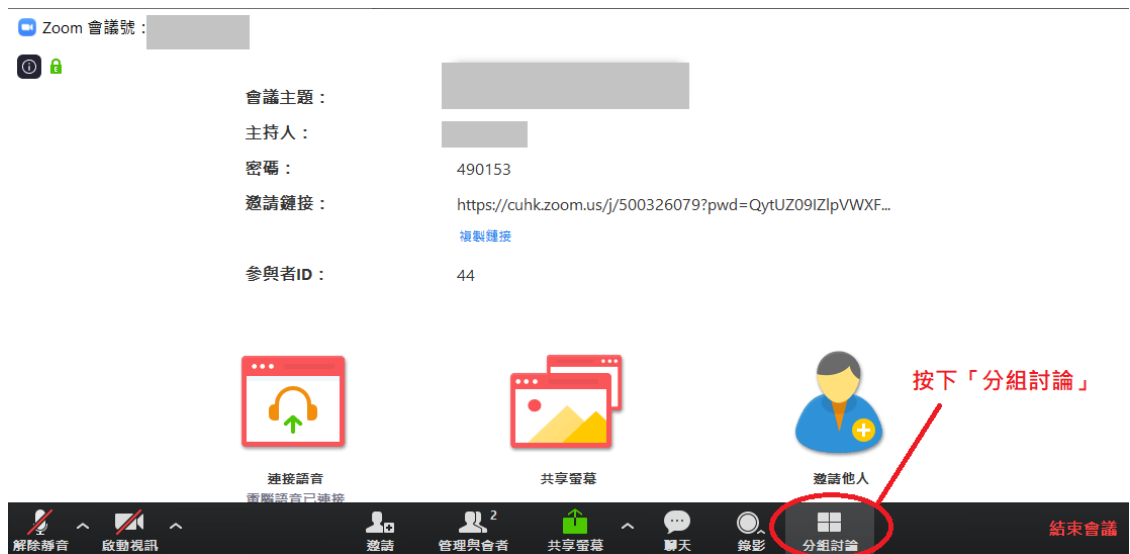 Zoom 會議號：
會議主題：
主持人：
密碼：
490153
邀請鏈接：
https://cuhk.zoom.us/j/500326079?pwd=QytUZ09IZlpVWXF...
複製鏈接
參與者ID：
44
按下「分組討論」
連接語音
共享螢幕
邀請他人
電腦語音已連接
解除靜音
啟動視訊
邀請
管理與會者
2
共享螢幕
聊天
錄影
分組討論
結束會議